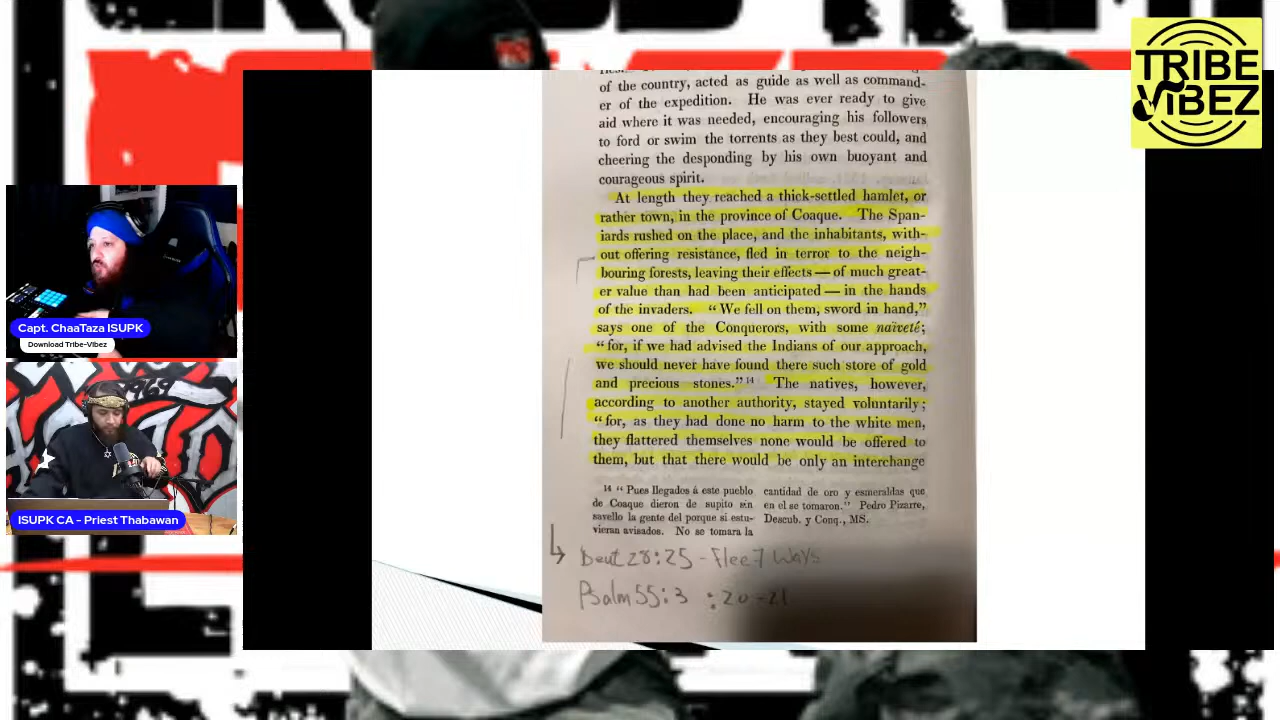 TRIBE
VIBEZ
of the country, acted as guide as well as command-
er of the expedition. He was ever ready to give
aid where it was needed, encouraging his followers
to ford or swim the torrents as they best could, and
cheering the desponding by his own buoyant and
courageous spirit.
At length they reached a thick-settled hamlet, or
rather town, in the province of Coaque. The Span-
iards rushed on the place, and the inhabitants, with-
out offering resistance, fled in terror to the neigh-
bouring forests, leaving their effects — of much great-
er value than had been anticipated — in the hands
of the invaders. “We fell on them, sword in hand,”
says one of the Conquerors, with some naïveté;
“for, if we had advised the Indians of our approach,
we should never have found there such store of gold
and precious stones.” 14 The natives, however,
according to another authority, stayed voluntarily;
“for, as they had done no harm to the white men,
they flattered themselves none would be offered to
them, but that there would be only an interchange
14 “Pues llegados á este pueblo
de Coaque dieron de supito sin
savello la gente del porque si estu-
vieran avisados. No se tomara la
cantidad de oro y esmeraldas que
en el se tomaron.” Pedro Pizarro,
Descub. y Conq., MS.
Deut 28:25 - Flee 7 Ways
Psalm 55:3 :20-21
Capt. ChaaTaza ISUPK
Download Tribe-Vibez
1969
ISUPK CA - Priest Thabawan